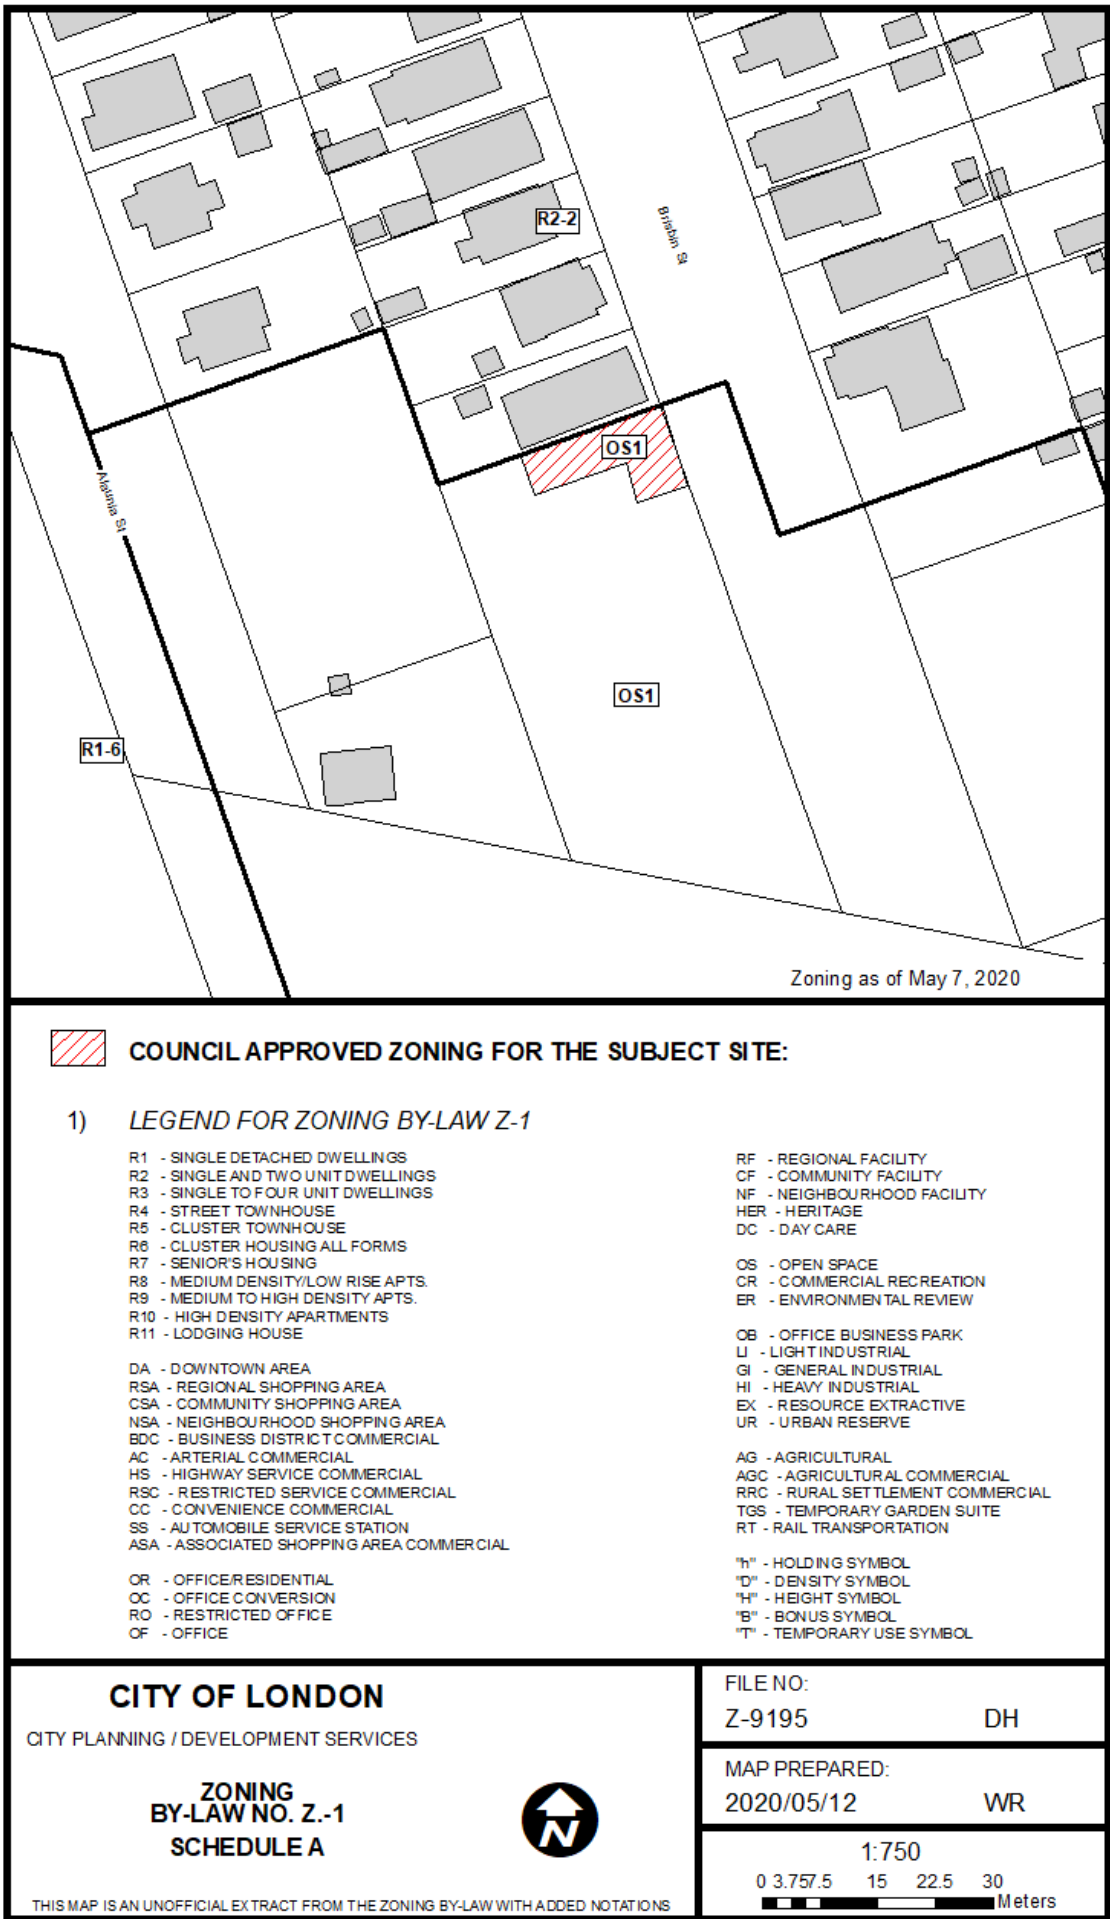 R2-2
Brisbin St
OS1
Alaunia St
OS1
R1-6
Zoning as of May 7, 2020
COUNCIL APPROVED ZONING FOR THE SUBJECT SITE:
1) LEGEND FOR ZONING BY-LAW Z-1
R1 - SINGLE DETACHED DWELLINGS
R2 - SINGLE AND TWO UNIT DWELLINGS
R3 - SINGLE TO FOUR UNIT DWELLINGS
R4 - STREET TOWNHOUSE
R5 - CLUSTER TOWNHOUSE
R6 - CLUSTER HOUSING ALL FORMS
R7 - SENIOR'S HOUSING
R8 - MEDIUM DENSITY/LOW RISE APTS.
R9 - MEDIUM TO HIGH DENSITY APTS.
R10 - HIGH DENSITY APARTMENTS
R11 - LODGING HOUSE
DA - DOWNTOWN AREA
RSA - REGIONAL SHOPPING AREA
CSA - COMMUNITY SHOPPING AREA
NSA - NEIGHBOURHOOD SHOPPING AREA
BDC - BUSINESS DISTRICT COMMERCIAL
AC - ARTERIAL COMMERCIAL
HS - HIGHWAY SERVICE COMMERCIAL
RSC - RESTRICTED SERVICE COMMERCIAL
CC - CONVENIENCE COMMERCIAL
SS - AUTOMOBILE SERVICE STATION
ASA - ASSOCIATED SHOPPING AREA COMMERCIAL
OR - OFFICE/RESIDENTIAL
OC - OFFICE CONVERSION
RO - RESTRICTED OFFICE
OF - OFFICE
RF - REGIONAL FACILITY
CF - COMMUNITY FACILITY
NF - NEIGHBOURHOOD FACILITY
HER - HERITAGE
DC - DAY CARE
OS - OPEN SPACE
CR - COMMERCIAL RECREATION
ER - ENVIRONMENTAL REVIEW
OB - OFFICE BUSINESS PARK
LI - LIGHT INDUSTRIAL
GI - GENERAL INDUSTRIAL
HI - HEAVY INDUSTRIAL
EX - RESOURCE EXTRACTIVE
UR - URBAN RESERVE
AG - AGRICULTURAL
AGC - AGRICULTURAL COMMERCIAL
RRC - RURAL SETTLEMENT COMMERCIAL
TGS - TEMPORARY GARDEN SUITE
RT - RAIL TRANSPORTATION
"h" - HOLDING SYMBOL
"D" - DENSITY SYMBOL
"H" - HEIGHT SYMBOL
"B" - BONUS SYMBOL
"T" - TEMPORARY USE SYMBOL
CITY OF LONDON
CITY PLANNING / DEVELOPMENT SERVICES
ZONING
BY-LAW NO. Z.-1
SCHEDULE A
N
THIS MAP IS AN UNOFFICIAL EXTRACT FROM THE ZONING BY-LAW WITH ADDED NOTATIONS
FILE NO:
Z-9195 DH
MAP PREPARED:
2020/05/12 WR
1:750
0 3.75 7.5 15 22.5 30
Meters